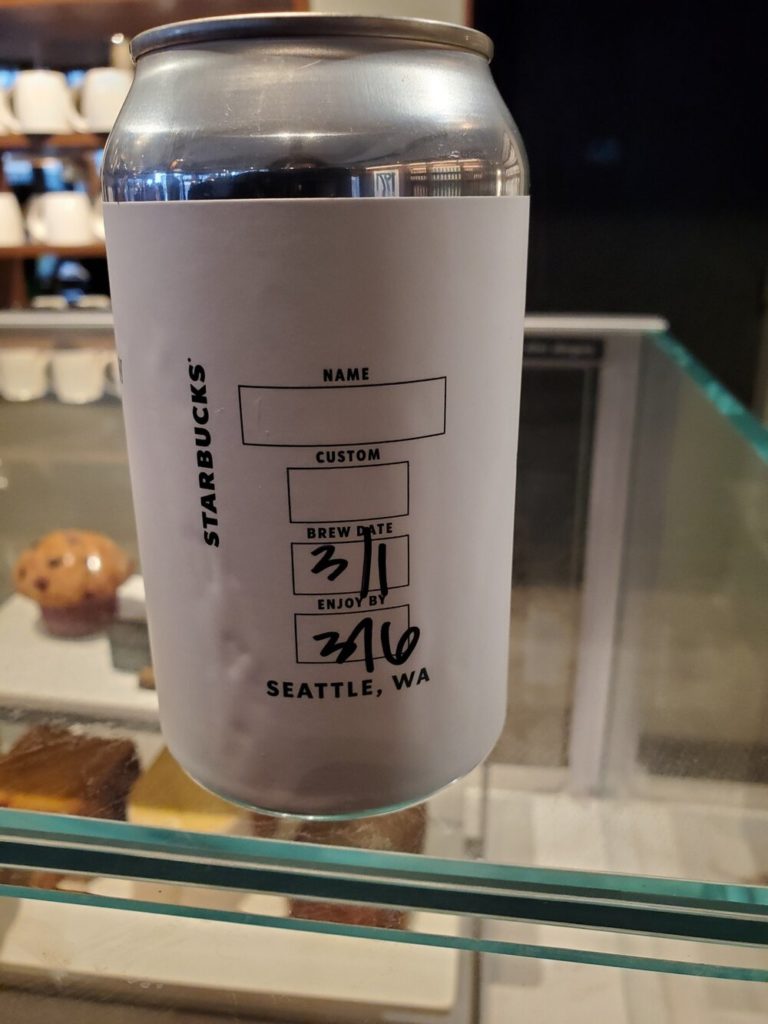 STARBUCKS
NAME
CUSTOM
BREW DATE
3/1
ENJOY BY
3/6
SEATTLE, WA